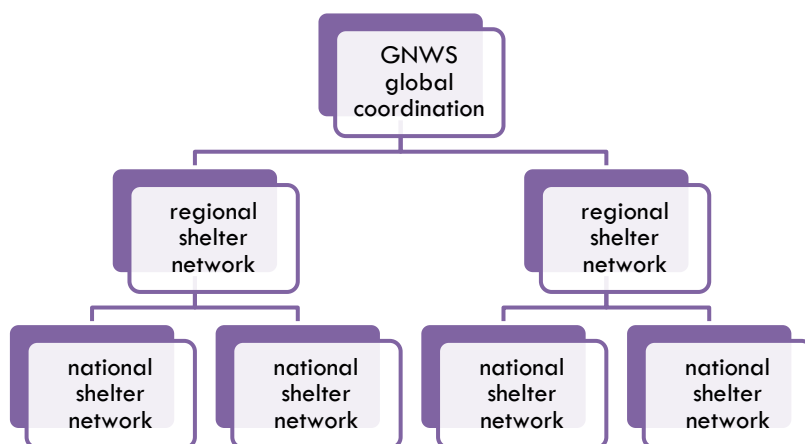 GNWS
global
coordination
regional
shelter
network
regional
shelter
network
national
shelter
network
national
shelter
network
national
shelter
network
national
shelter
network